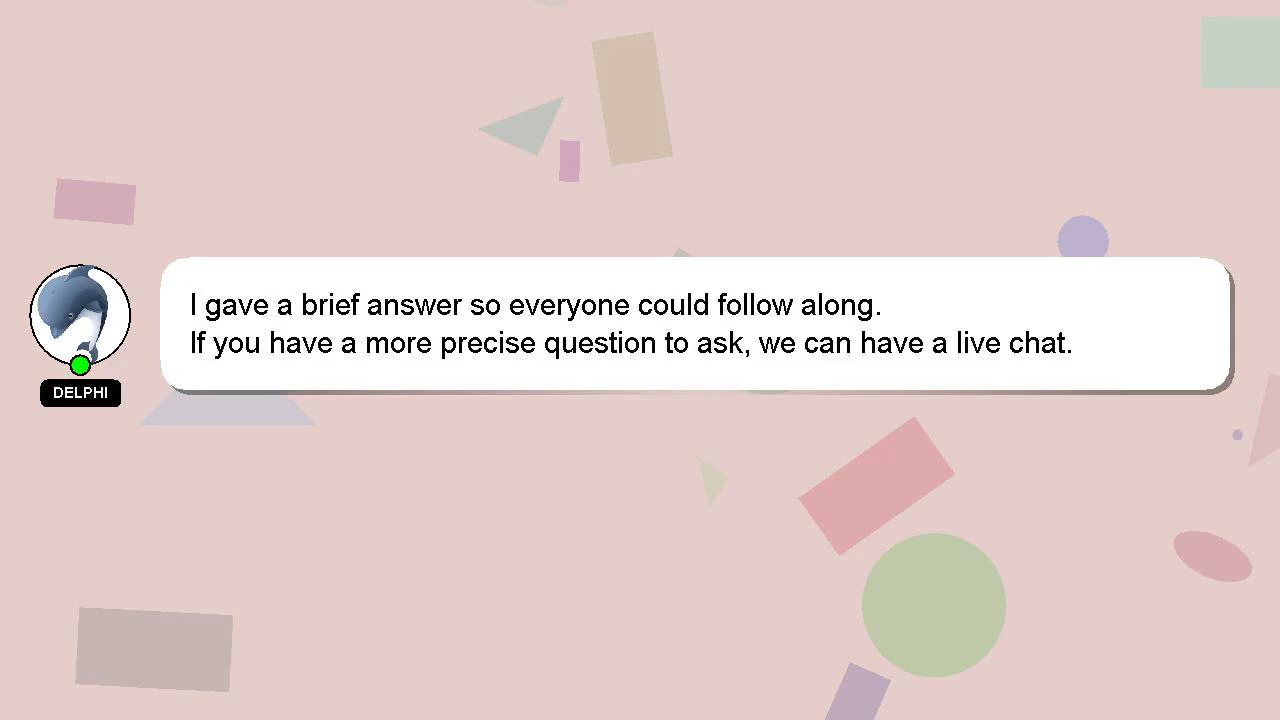 I gave a brief answer so everyone could follow along.
If you have a more precise question to ask, we can have a live chat.
DELPHI